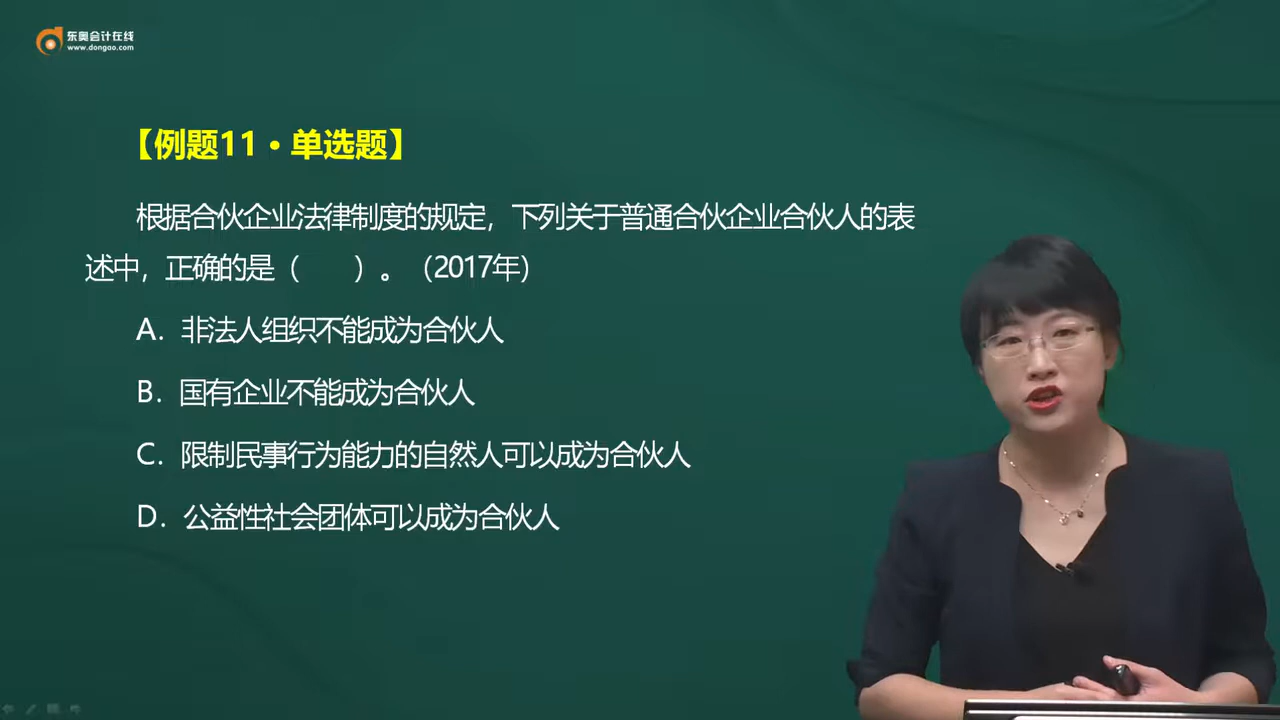 东奥会计在线
www.dongao.com
【例题11·单选题】
根据合伙企业法律制度的规定，下列关于普通合伙企业合伙人的表
述中，正确的是（　　）。（2017年）
A．非法人组织不能成为合伙人
B．国有企业不能成为合伙人
C．限制民事行为能力的自然人可以成为合伙人
D．公益性社会团体可以成为合伙人